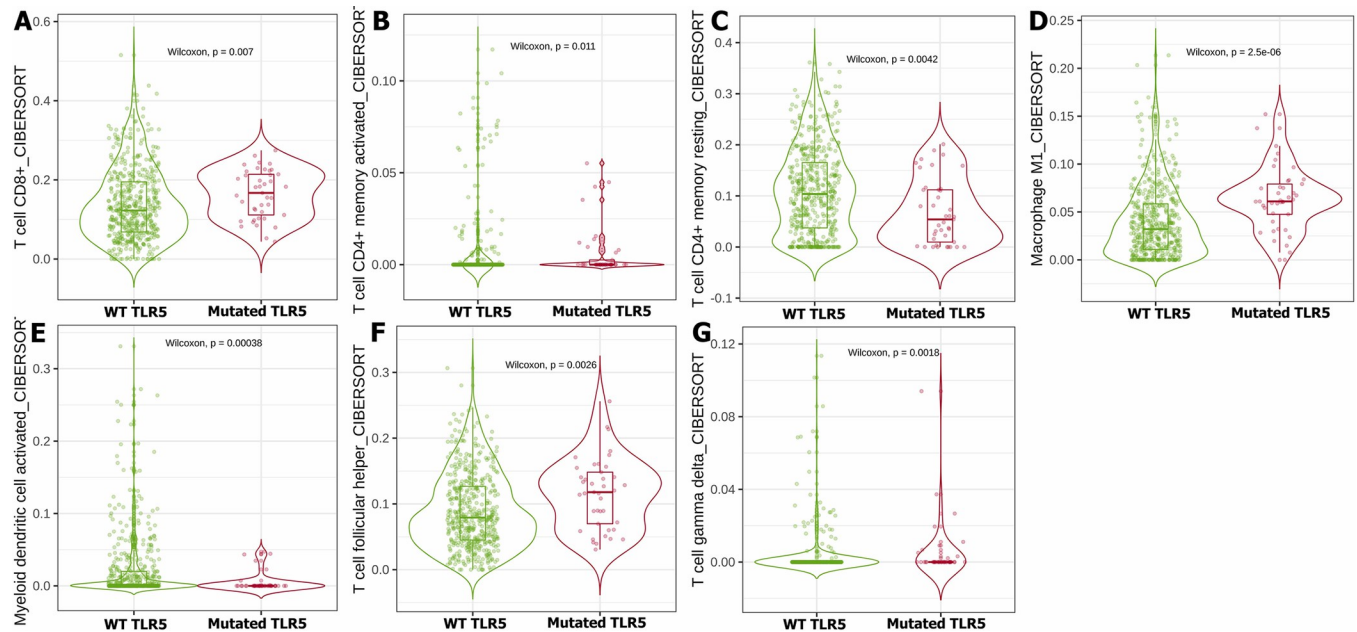 A
T cell CD8+_CIBERSORT
Wilcoxon, p = 0.007
0.6
0.4
0.2
0.0
WT TLR5 Mutated TLR5
B
T cell CD4+ memory activated_CIBERSORT
Wilcoxon, p = 0.011
0.10
0.05
0.00
WT TLR5 Mutated TLR5
C
T cell CD4+ memory resting_CIBERSORT
Wilcoxon, p = 0.0042
0.4
0.3
0.2
0.1
0.0
-0.1
WT TLR5 Mutated TLR5
D
Macrophage M1_CIBERSORT
Wilcoxon, p = 2.5e-06
0.25
0.20
0.15
0.10
0.05
0.00
WT TLR5 Mutated TLR5
E
Myeloid dendritic cell activated_CIBERSOR
Wilcoxon, p = 0.00038
0.3
0.2
0.1
0.0
WT TLR5 Mutated TLR5
F
T cell follicular helper_CIBERSORT
Wilcoxon, p = 0.0026
0.3
0.2
0.1
0.0
WT TLR5 Mutated TLR5
G
T cell gamma delta_CIBERSORT
Wilcoxon, p = 0.0018
0.12
0.08
0.04
0.00
WT TLR5 Mutated TLR5